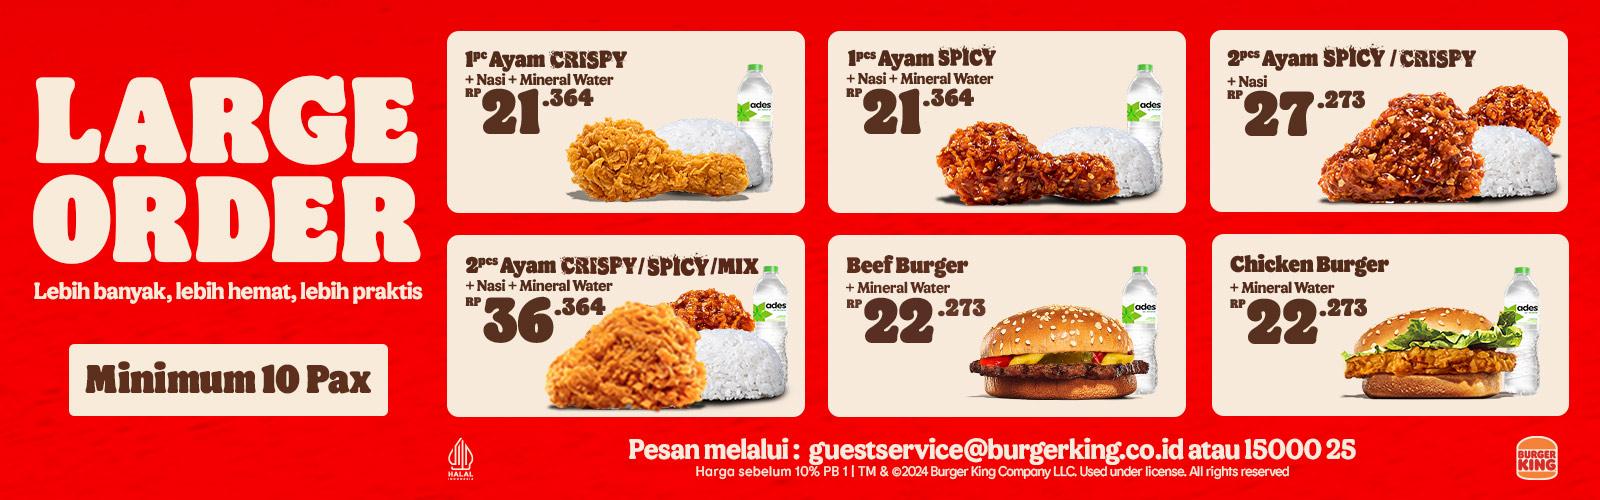 LARGE
ORDER
Lebih banyak, lebih hemat, lebih praktis
Minimum 10 Pax
1pc Ayam CRISPY
+ Nasi + Mineral Water
RP 21.364
ades
1pcs Ayam SPICY
+ Nasi + Mineral Water
RP 21.364
ades
2pcs Ayam SPICY / CRISPY
+ Nasi
RP 27.273
2pcs Ayam CRISPY/SPICY/MIX
+ Nasi + Mineral Water
RP 36.364
ades
Beef Burger
+ Mineral Water
RP 22.273
ades
Chicken Burger
+ Mineral Water
RP 22.273
ades
HALAL
INDONESIA
Pesan melalui : guestservice@burgerking.co.id atau 15000 25
Harga sebelum 10% PB 1 | TM & ©2024 Burger King Company LLC. Used under license. All rights reserved
BURGER
KING